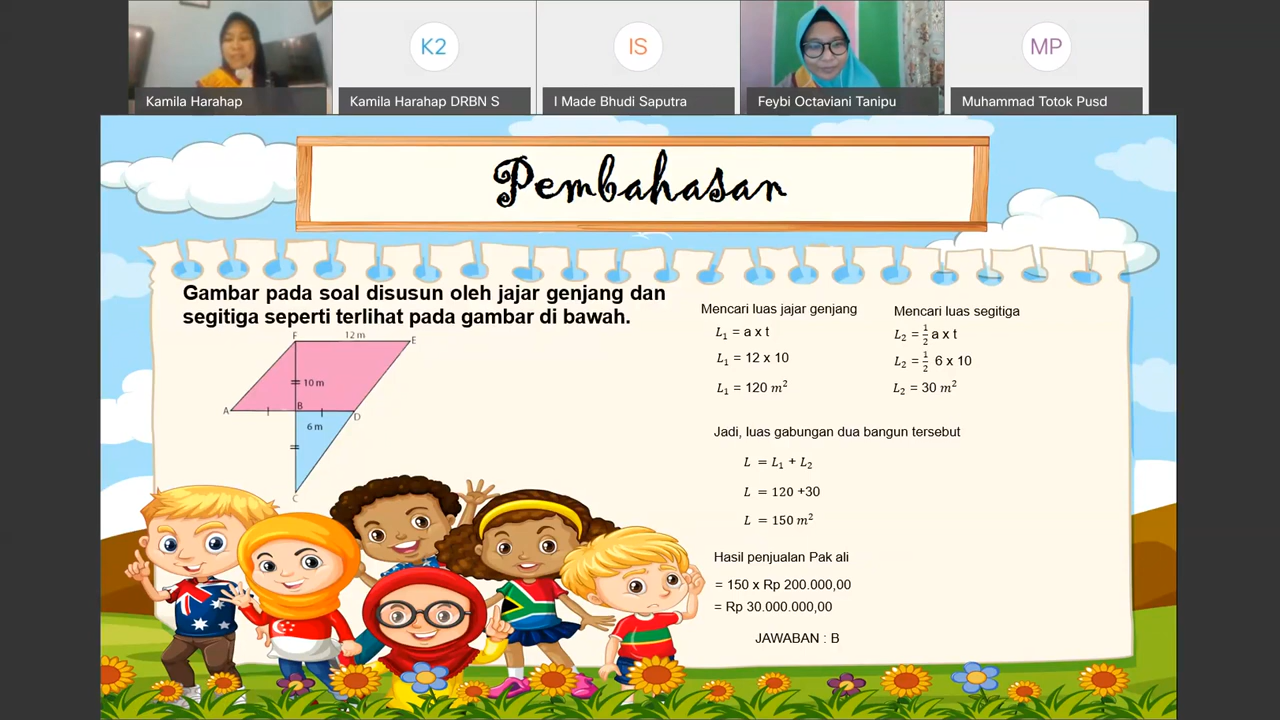 K2
IS
MP
Kamila Harahap
Kamila Harahap DRBN S
I Made Bhudi Saputra
Feybi Octaviani Tanipu
Muhammad Totok Pusd
Pembahasan
Gambar pada soal disusun oleh jajar genjang dan
segitiga seperti terlihat pada gambar di bawah.
F
12 m
E
10 m
A
B
D
6 m
C
Mencari luas jajar genjang
L₁ = a x t
L₁ = 12 x 10
L₁ = 120 m²
Mencari luas segitiga
L₂ = ½ a x t
L₂ = ½ 6 x 10
L₂ = 30 m²
Jadi, luas gabungan dua bangun tersebut
L = L₁ + L₂
L = 120 +30
L = 150 m²
Hasil penjualan Pak ali
= 150 x Rp 200.000,00
= Rp 30.000.000,00
JAWABAN : B